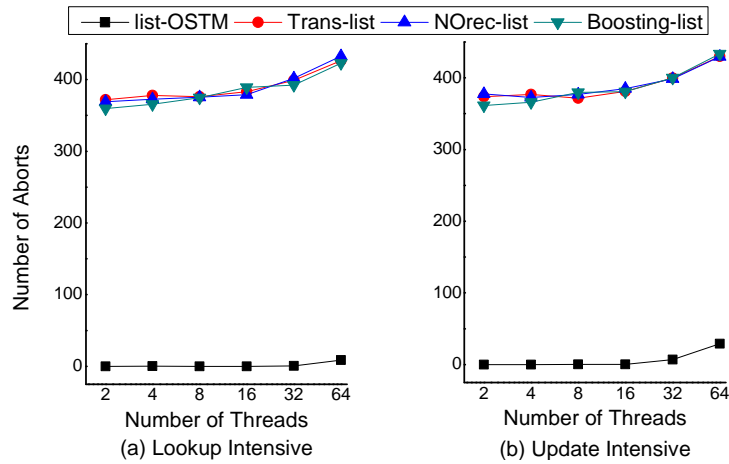 list-OSTM Trans-list NOrec-list Boosting-list
Number of Aborts
400
300
200
100
0
2 4 8 16 32 64
Number of Threads
(a) Lookup Intensive
400
300
200
100
0
2 4 8 16 32 64
Number of Threads
(b) Update Intensive